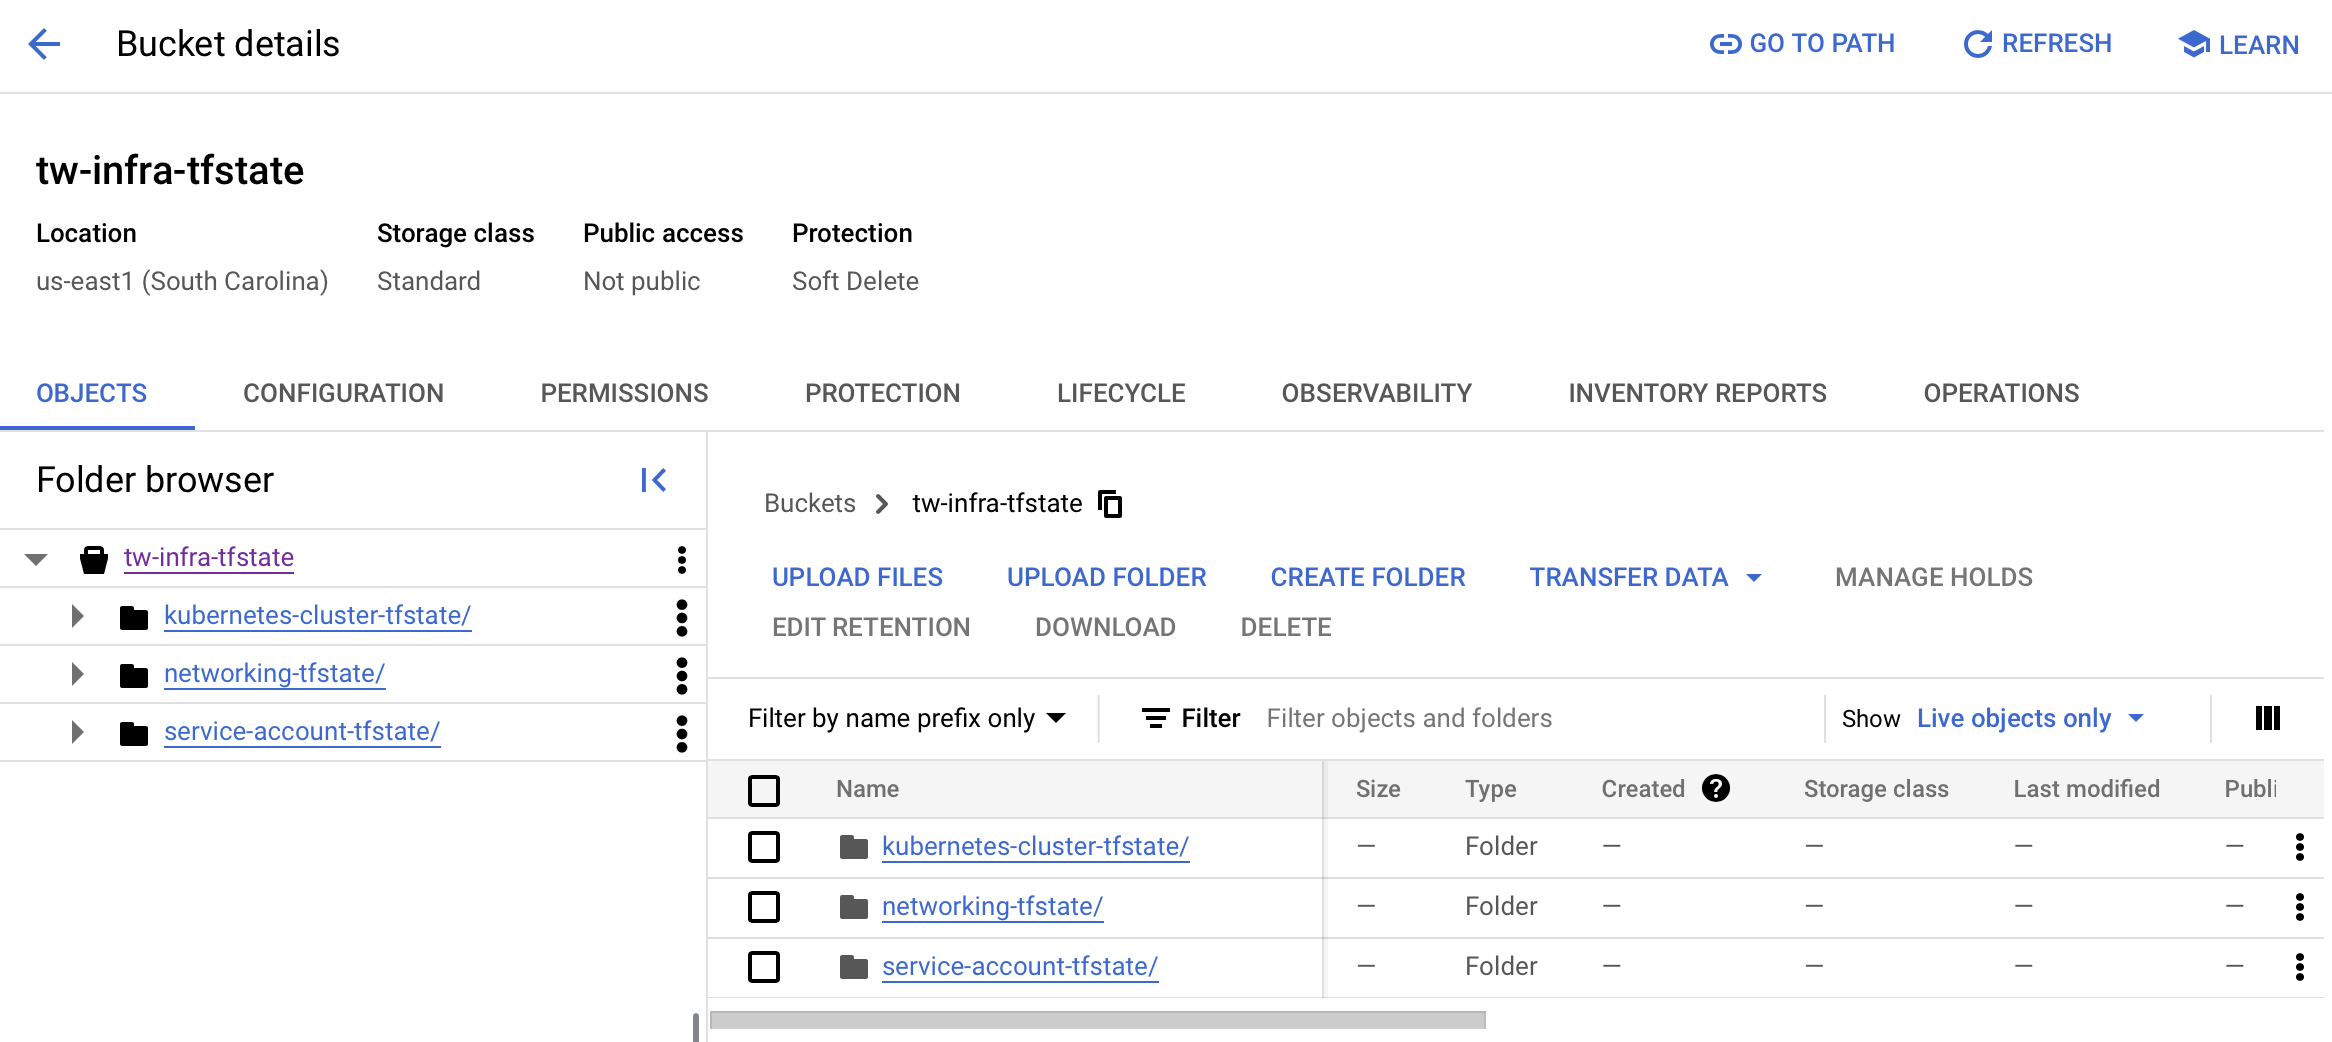 Bucket details
GO TO PATH REFRESH LEARN
tw-infra-tfstate
Location Storage class Public access Protection
us-east1 (South Carolina) Standard Not public Soft Delete
OBJECTS CONFIGURATION PERMISSIONS PROTECTION LIFECYCLE OBSERVABILITY INVENTORY REPORTS OPERATIONS
Folder browser
tw-infra-tfstate
kubernetes-cluster-tfstate/
networking-tfstate/
service-account-tfstate/
Buckets > tw-infra-tfstate
UPLOAD FILES UPLOAD FOLDER CREATE FOLDER TRANSFER DATA MANAGE HOLDS
EDIT RETENTION DOWNLOAD DELETE
Filter by name prefix only Filter Filter objects and folders Show Live objects only
Name Size Type Created ? Storage class Last modified Publi
kubernetes-cluster-tfstate/ — Folder — — — —
networking-tfstate/ — Folder — — — —
service-account-tfstate/ — Folder — — — —